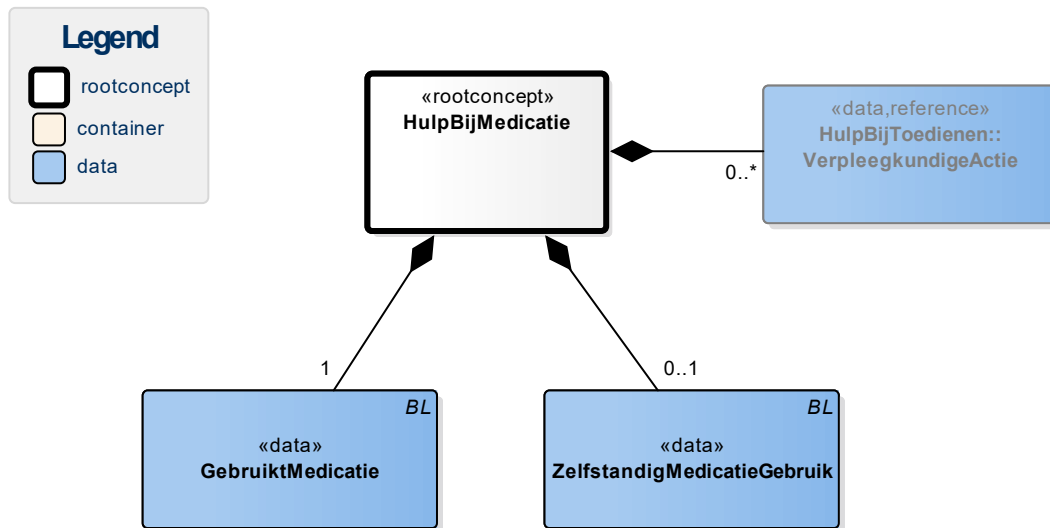 Legend
rootconcept
container
data
«rootconcept»
HulpBijMedicatie
«data,reference»
HulpBijToedienen::
VerpleegkundigeActie
0..*
1
0..1
BL
«data»
GebruiktMedicatie
BL
«data»
ZelfstandigMedicatieGebruik